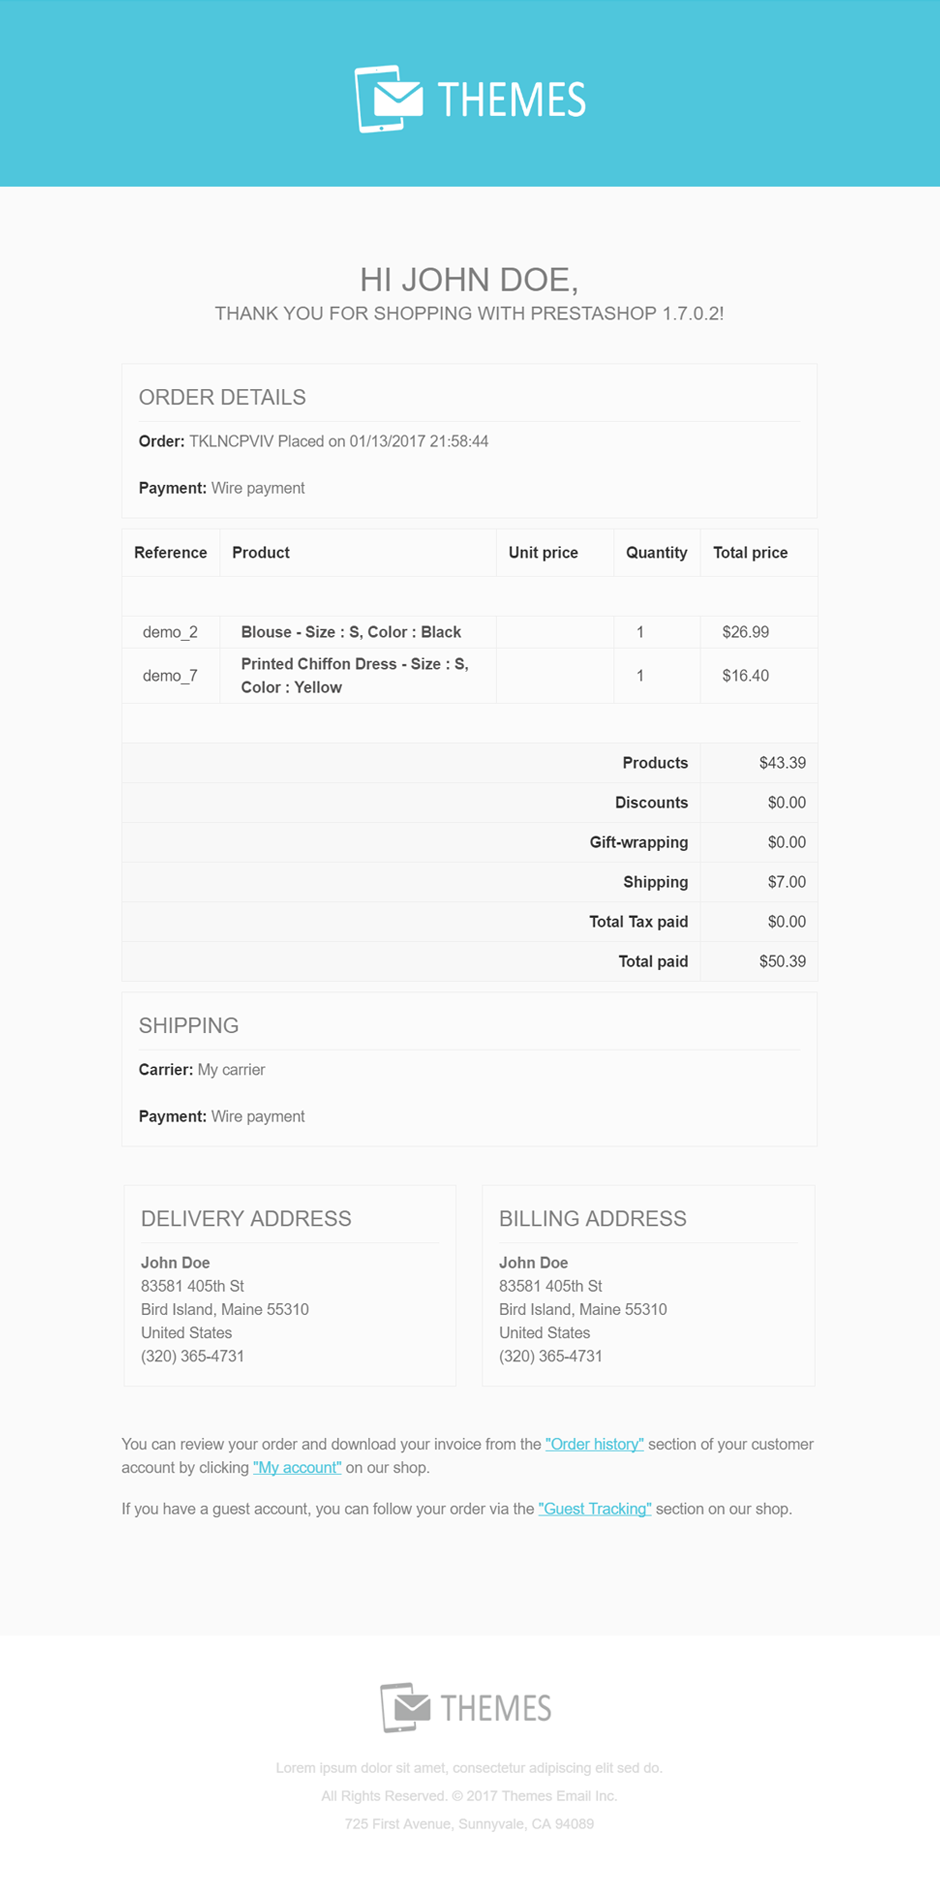 THEMES
HI JOHN DOE,
THANK YOU FOR SHOPPING WITH PRESTASHOP 1.7.0.2!
ORDER DETAILS
Order: TKLNCPVIV Placed on 01/13/2017 21:58:44
Payment: Wire payment
Reference Product Unit price Quantity Total price
demo_2 Blouse - Size : S, Color : Black 1 $26.99
demo_7 Printed Chiffon Dress - Size : S, Color : Yellow 1 $16.40
Products $43.39
Discounts $0.00
Gift-wrapping $0.00
Shipping $7.00
Total Tax paid $0.00
Total paid $50.39
SHIPPING
Carrier: My carrier
Payment: Wire payment
DELIVERY ADDRESS
John Doe
83581 405th St
Bird Island, Maine 55310
United States
(320) 365-4731
BILLING ADDRESS
John Doe
83581 405th St
Bird Island, Maine 55310
United States
(320) 365-4731
You can review your order and download your invoice from the "Order history" section of your customer
account by clicking "My account" on our shop.
If you have a guest account, you can follow your order via the "Guest Tracking" section on our shop.
THEMES
Lorem ipsum dolor sit amet, consectetur adipiscing elit sed do.
All Rights Reserved. © 2017 Themes Email Inc.
725 First Avenue, Sunnyvale, CA 94089